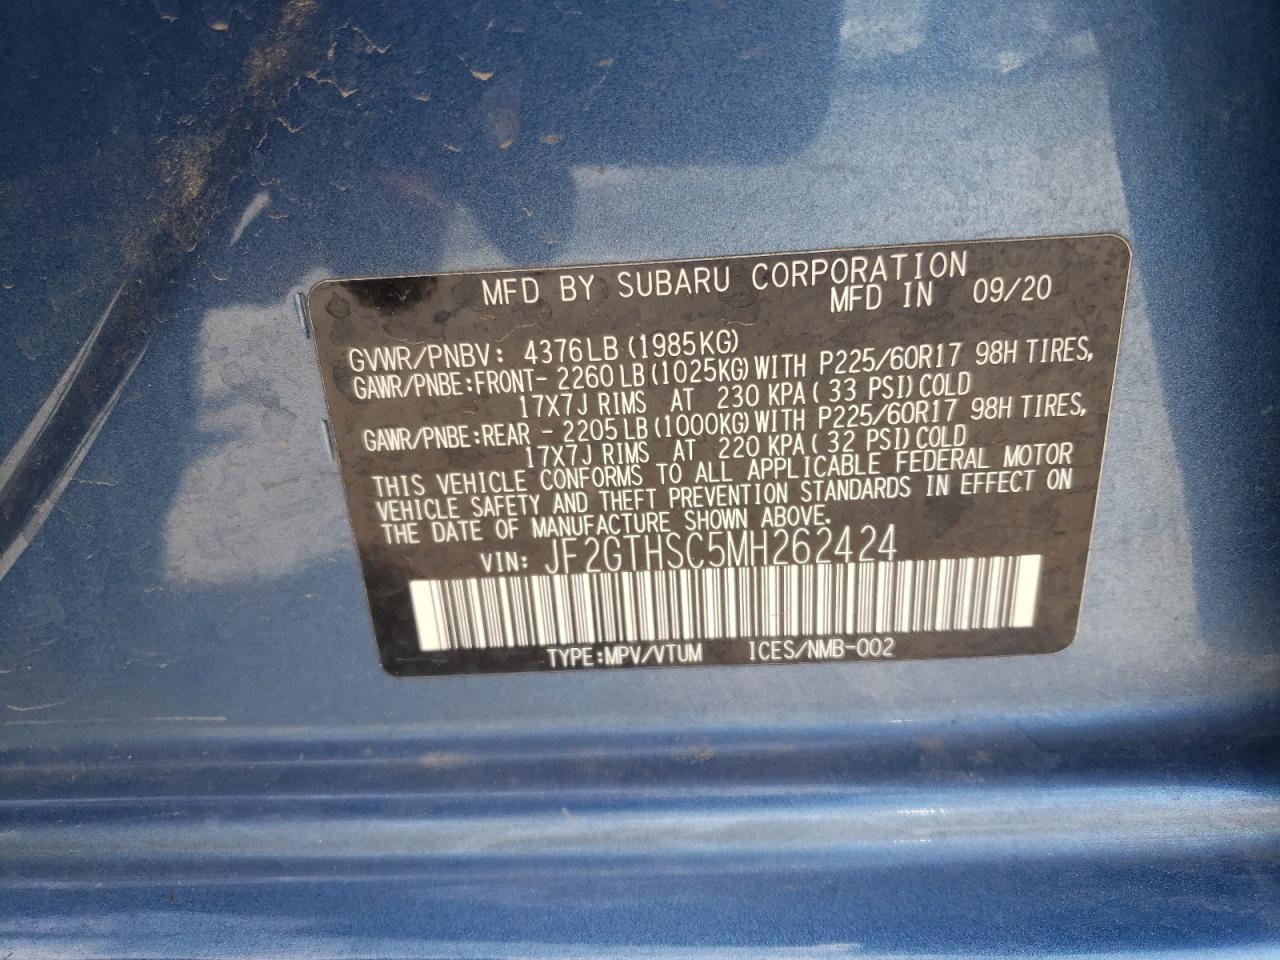 MFD BY SUBARU CORPORATION
MFD IN 09/20
GVWR/PNBV: 4376LB (1985KG)
GAWR/PNBE:FRONT- 2260LB (1025KG) WITH P225/60R17 98H TIRES,
17X7J RIMS AT 230 KPA ( 33 PSI) COLD
GAWR/PNBE:REAR - 2205LB (1000KG) WITH P225/60R17 98H TIRES,
17X7J RIMS AT 220 KPA ( 32 PSI) COLD
THIS VEHICLE CONFORMS TO ALL APPLICABLE FEDERAL MOTOR
VEHICLE SAFETY AND THEFT PREVENTION STANDARDS IN EFFECT ON
THE DATE OF MANUFACTURE SHOWN ABOVE.
VIN: JF2GTHSC5MH262424
TYPE:MPV/VTUM ICES/NMB-002